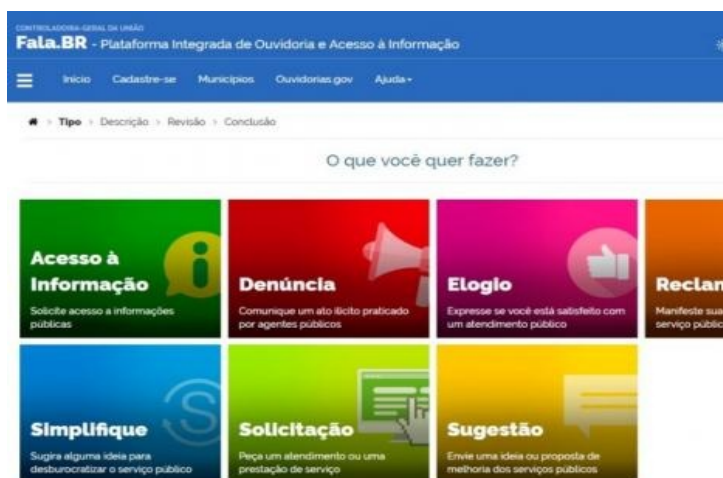 CONTROLADORIA-GERAL DA UNIÃO
Fala.BR - Plataforma Integrada de Ouvidoria e Acesso à Informação
Início Cadastre-se Municípios Ouvidorias.gov Ajuda
Tipo Descrição Revisão Conclusão
O que você quer fazer?
Acesso à
Informação
Solicite acesso a informações
públicas
Denúncia
Comunique um ato ilícito praticado
por agentes públicos
Elogio
Expresse se você está satisfeito com
um atendimento público
Reclam
Manifeste sua
serviço públic
Simplifique
Sugira alguma ideia para
desburocratizar o serviço público
Solicitação
Peça um atendimento ou uma
prestação de serviço
Sugestão
Envie uma ideia ou proposta de
melhoria dos serviços públicos